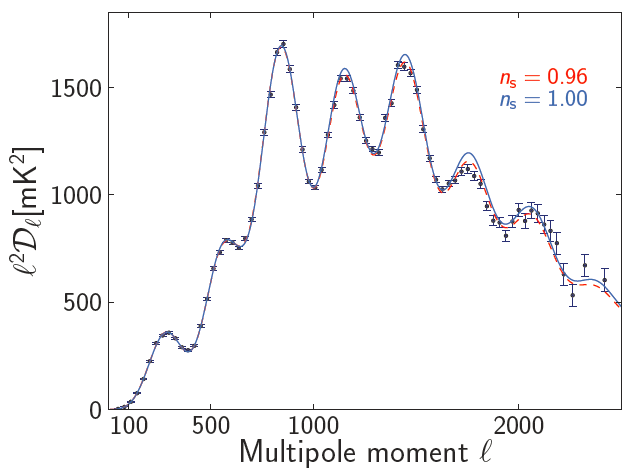 1500
1000
500
0
100 500 1000 2000
ℓ²𝒟ℓ[mK²]
Multipole moment ℓ
nₛ = 0.96
nₛ = 1.00